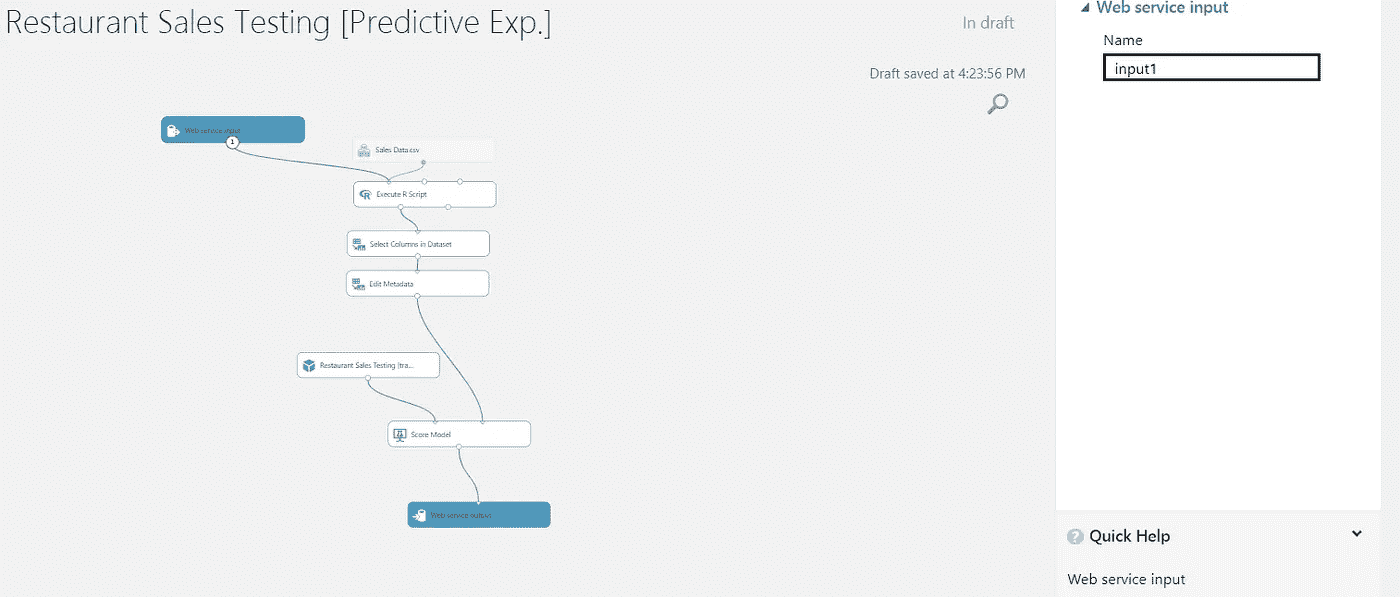 Restaurant Sales Testing [Predictive Exp.]
In draft
Draft saved at 4:23:56 PM
Web service input
1
Sales Data.csv
Execute R Script
Select Columns in Dataset
Edit Metadata
Restaurant Sales Testing [tra...
Score Model
Web service output
Web service input
Name
input1
Quick Help
Web service input